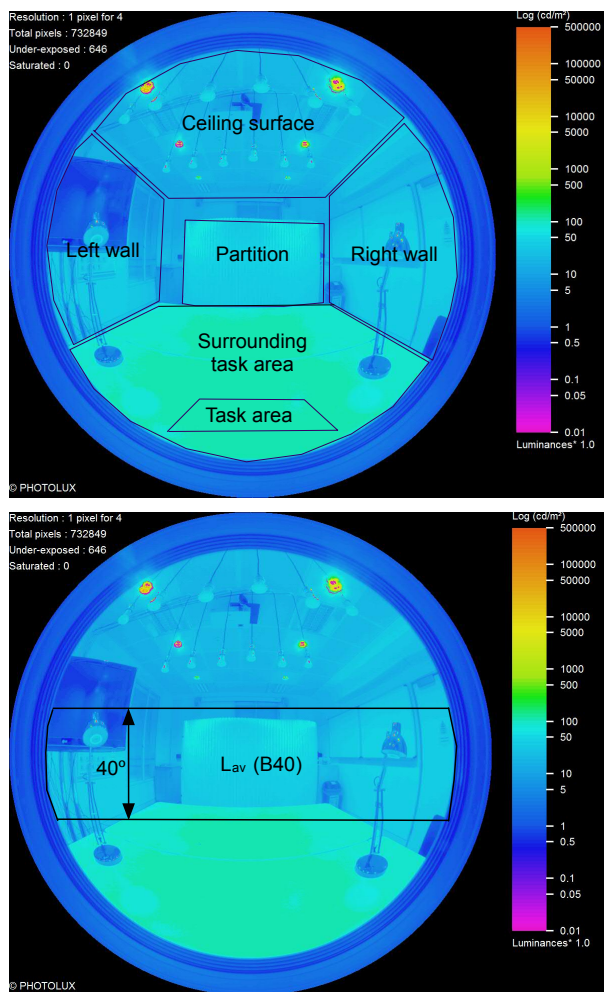 Resolution : 1 pixel for 4
Total pixels : 732849
Under-exposed : 646
Saturated : 0
Log (cd/m²)
500000
100000
50000
10000
5000
1000
500
100
50
10
5
1
0.5
0.1
0.05
0.01
Luminances* 1.0
Ceiling surface
Left wall
Partition
Right wall
Surrounding
task area
Task area
© PHOTOLUX
Resolution : 1 pixel for 4
Total pixels : 732849
Under-exposed : 646
Saturated : 0
Log (cd/m²)
500000
100000
50000
10000
5000
1000
500
100
50
10
5
1
0.5
0.1
0.05
0.01
Luminances* 1.0
40º
Lav (B40)
© PHOTOLUX